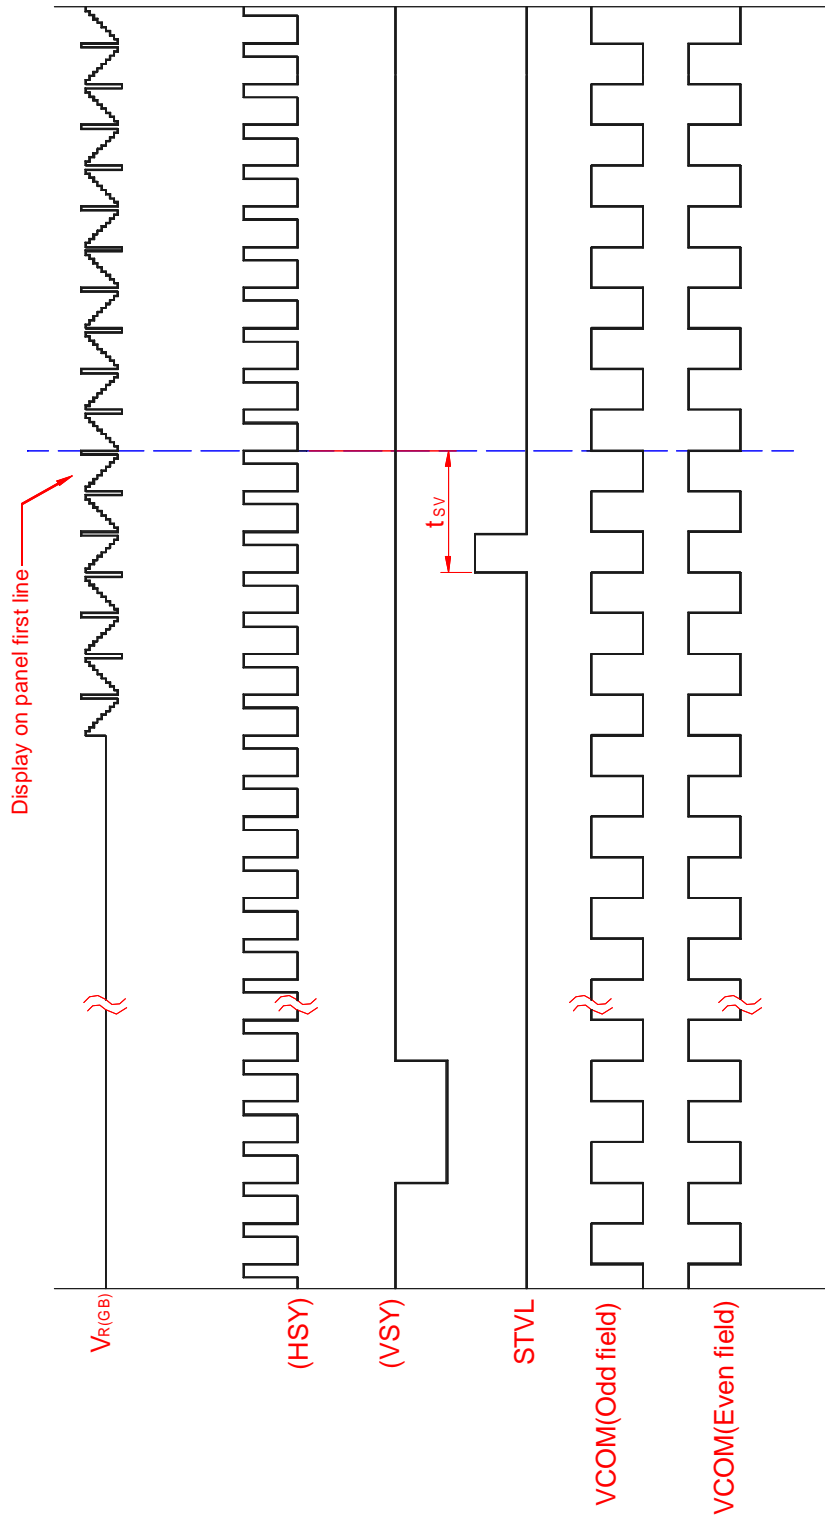 Display on panel first line
tSV
VR(GB)
(HSY)
(VSY)
STVL
VCOM(Odd field)
VCOM(Even field)